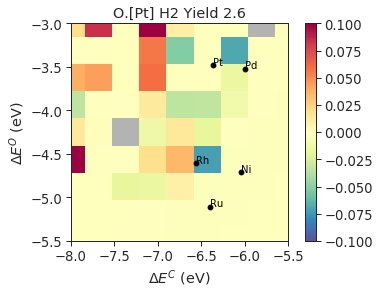 O.[Pt] H2 Yield 2.6
ΔE^O (eV)
−3.0
−3.5
−4.0
−4.5
−5.0
−5.5
Pt
Pd
Rh
Ni
Ru
−8.0 −7.5 −7.0 −6.5 −6.0 −5.5
ΔE^C (eV)
0.100
0.075
0.050
0.025
0.000
−0.025
−0.050
−0.075
−0.100